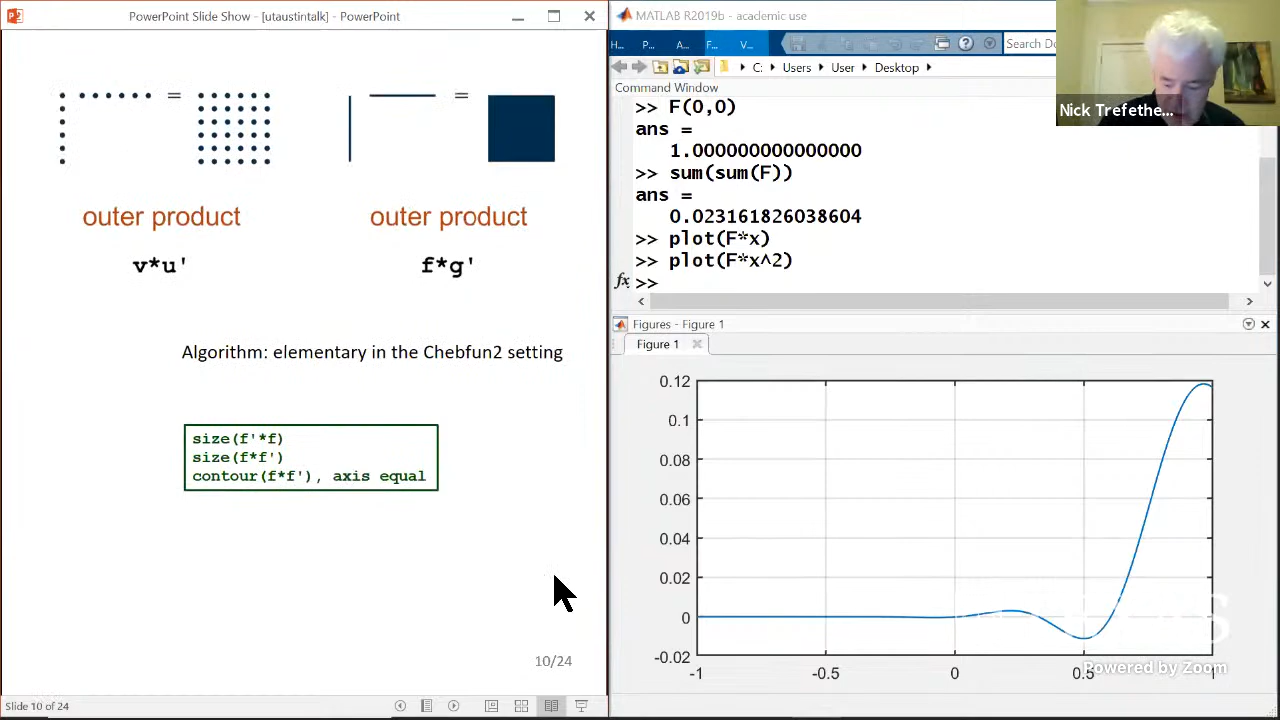 PowerPoint Slide Show - [utaustintalk] - PowerPoint
=
=
outer product
outer product
v*u'
f*g'
Algorithm: elementary in the Chebfun2 setting
size(f'*f)
size(f*f')
contour(f*f'), axis equal
10/24
Slide 10 of 24
MATLAB R2019b - academic use
H...
P...
A...
F...
V...
Search Do
C:
Users
User
Desktop
Command Window
>> F(0,0)
ans =
1.000000000000000
>> sum(sum(F))
ans =
0.023161826038604
>> plot(F*x)
>> plot(F*x^2)
fx >>
Figures - Figure 1
Figure 1
0.12
0.1
0.08
0.06
0.04
0.02
0
-0.02
-1
-0.5
0
0.5
1
Nick Trefethe...
Powered by Zoom